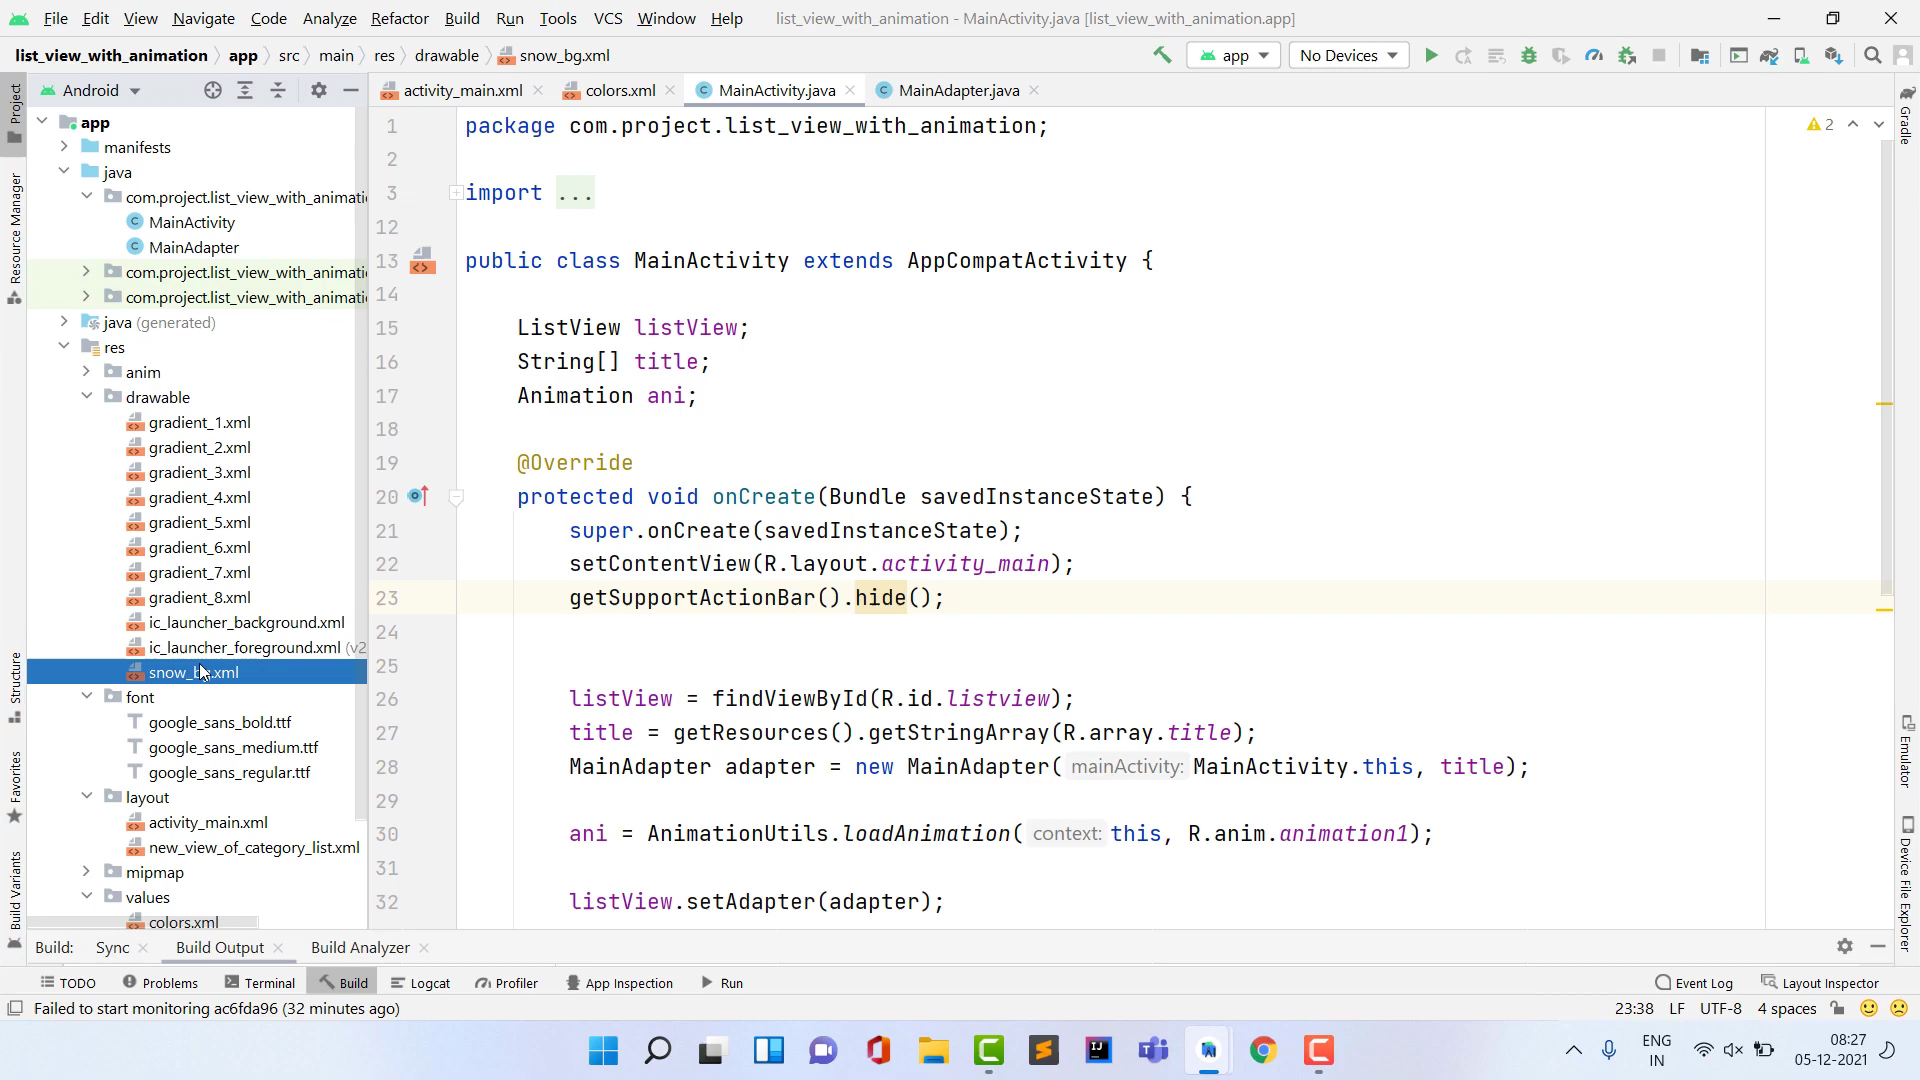 File Edit View Navigate Code Analyze Refactor Build Run Tools VCS Window Help list_view_with_animation - MainActivity.java [list_view_with_animation.app]
list_view_with_animation app src main res drawable snow_bg.xml app No Devices
Android activity_main.xml colors.xml MainActivity.java MainAdapter.java
Project
Resource Manager
Structure
Favorites
Build Variants
app
manifests
java
com.project.list_view_with_animati
MainActivity
MainAdapter
com.project.list_view_with_animati
com.project.list_view_with_animati
java (generated)
res
anim
drawable
gradient_1.xml
gradient_2.xml
gradient_3.xml
gradient_4.xml
gradient_5.xml
gradient_6.xml
gradient_7.xml
gradient_8.xml
ic_launcher_background.xml
ic_launcher_foreground.xml (v2
snow_bg.xml
font
google_sans_bold.ttf
google_sans_medium.ttf
google_sans_regular.ttf
layout
activity_main.xml
new_view_of_category_list.xml
mipmap
values
colors.xml
1 package com.project.list_view_with_animation;
2
3 import ...
12
13 public class MainActivity extends AppCompatActivity {
14
15 ListView listView;
16 String[] title;
17 Animation ani;
18
19 @Override
20 protected void onCreate(Bundle savedInstanceState) {
21 super.onCreate(savedInstanceState);
22 setContentView(R.layout.activity_main);
23 getSupportActionBar().hide();
24
25
26 listView = findViewById(R.id.listview);
27 title = getResources().getStringArray(R.array.title);
28 MainAdapter adapter = new MainAdapter( mainActivity: MainActivity.this, title);
29
30 ani = AnimationUtils.loadAnimation( context: this, R.anim.animation1);
31
32 listView.setAdapter(adapter);
2
Gradle
Emulator
Device File Explorer
Build: Sync Build Output Build Analyzer
TODO Problems Terminal Build Logcat Profiler App Inspection Run Event Log Layout Inspector
Failed to start monitoring ac6fda96 (32 minutes ago) 23:38 LF UTF-8 4 spaces
ENG
IN
08:27
05-12-2021